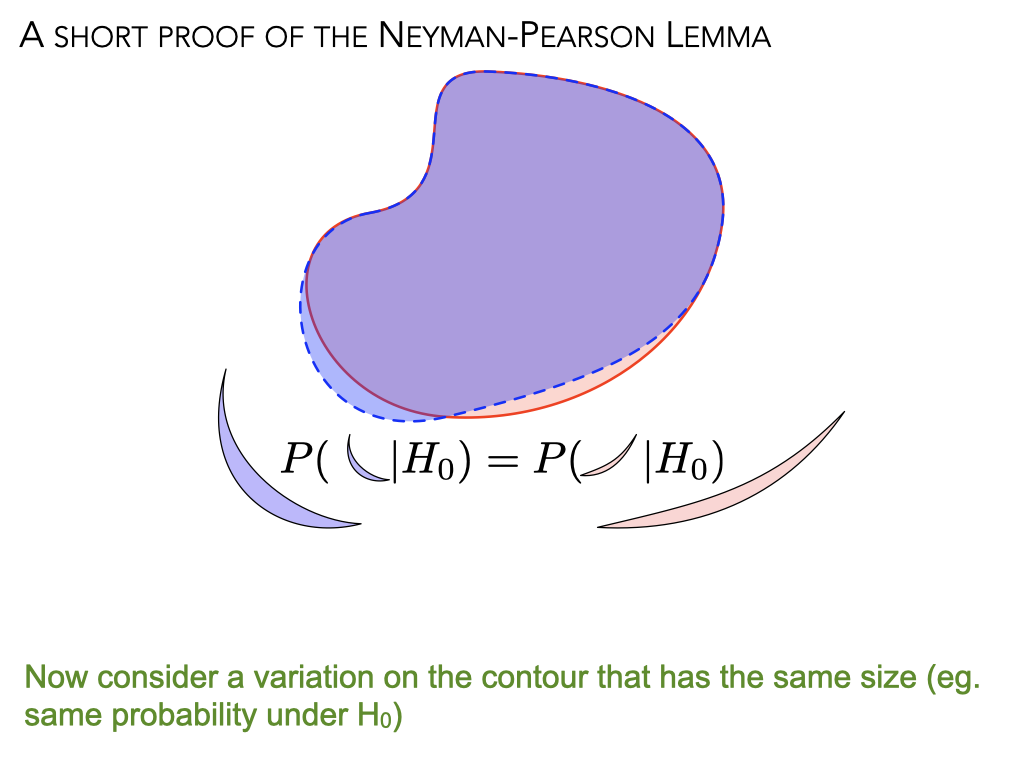 A SHORT PROOF OF THE NEYMAN-PEARSON LEMMA
P( |H₀) = P( |H₀)
Now consider a variation on the contour that has the same size (eg.
same probability under H₀)